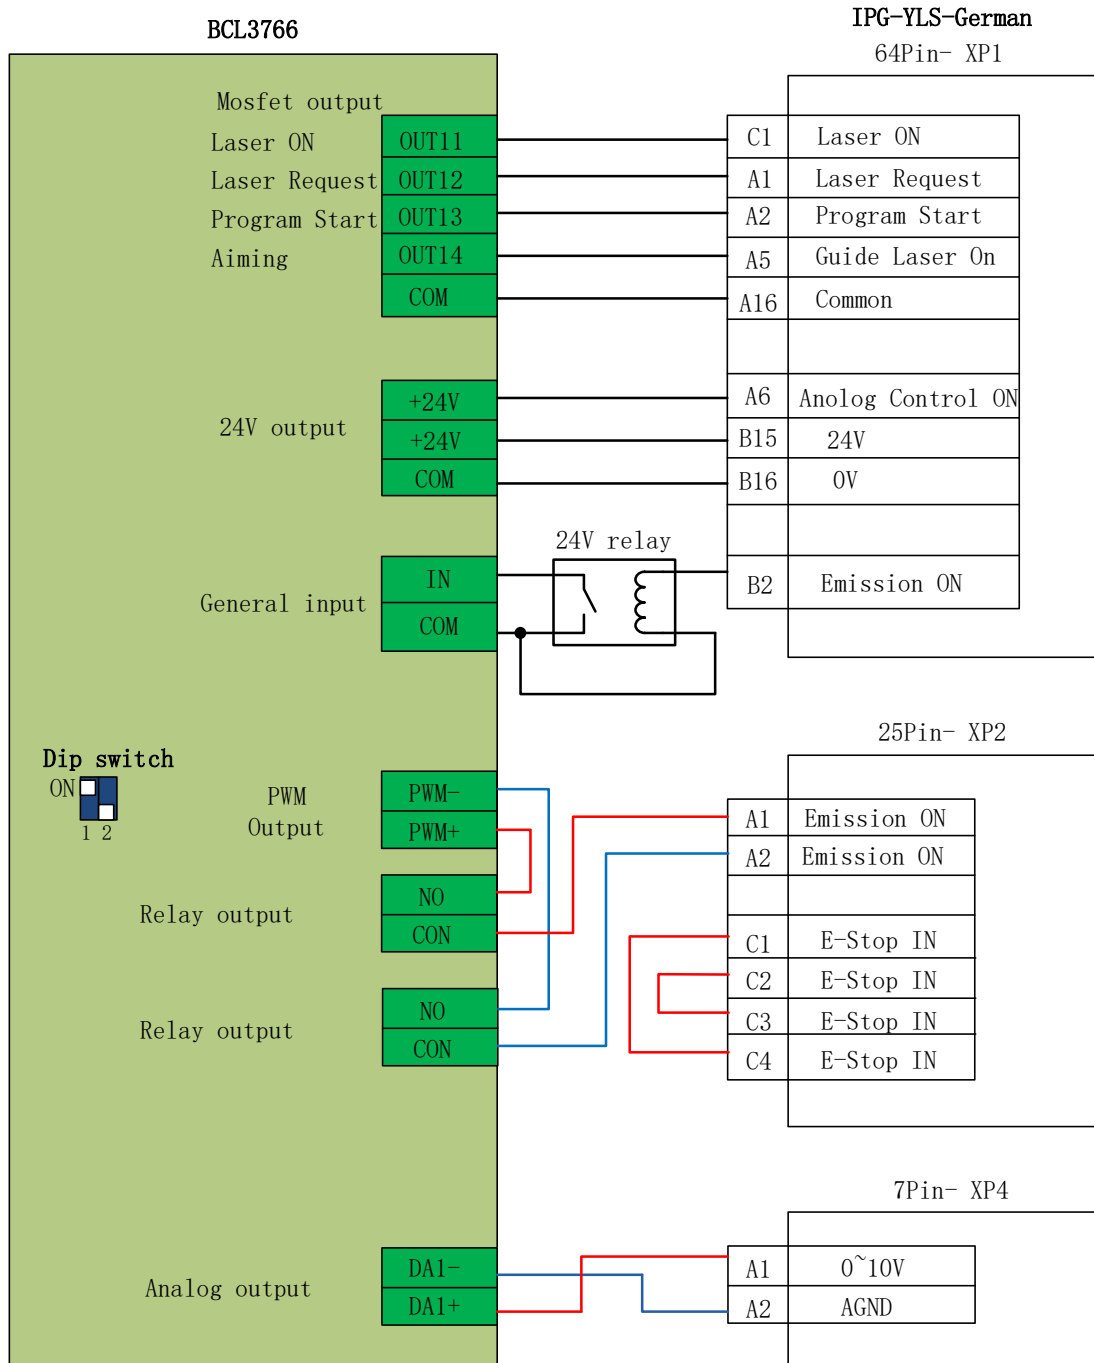 BCL3766
IPG-YLS-German
64Pin- XP1
Mosfet output
Laser ON OUT11 C1 Laser ON
Laser Request OUT12 A1 Laser Request
Program Start OUT13 A2 Program Start
Aiming OUT14 A5 Guide Laser On
COM A16 Common
+24V A6 Anolog Control ON
24V output +24V B15 24V
COM B16 0V
24V relay
IN B2 Emission ON
General input
COM
25Pin- XP2
Dip switch
ON
1 2
PWM PWM- A1 Emission ON
Output PWM+ A2 Emission ON
NO
Relay output
CON C1 E-Stop IN
C2 E-Stop IN
NO C3 E-Stop IN
Relay output
CON C4 E-Stop IN
7Pin- XP4
DA1- A1 0~10V
Analog output
DA1+ A2 AGND